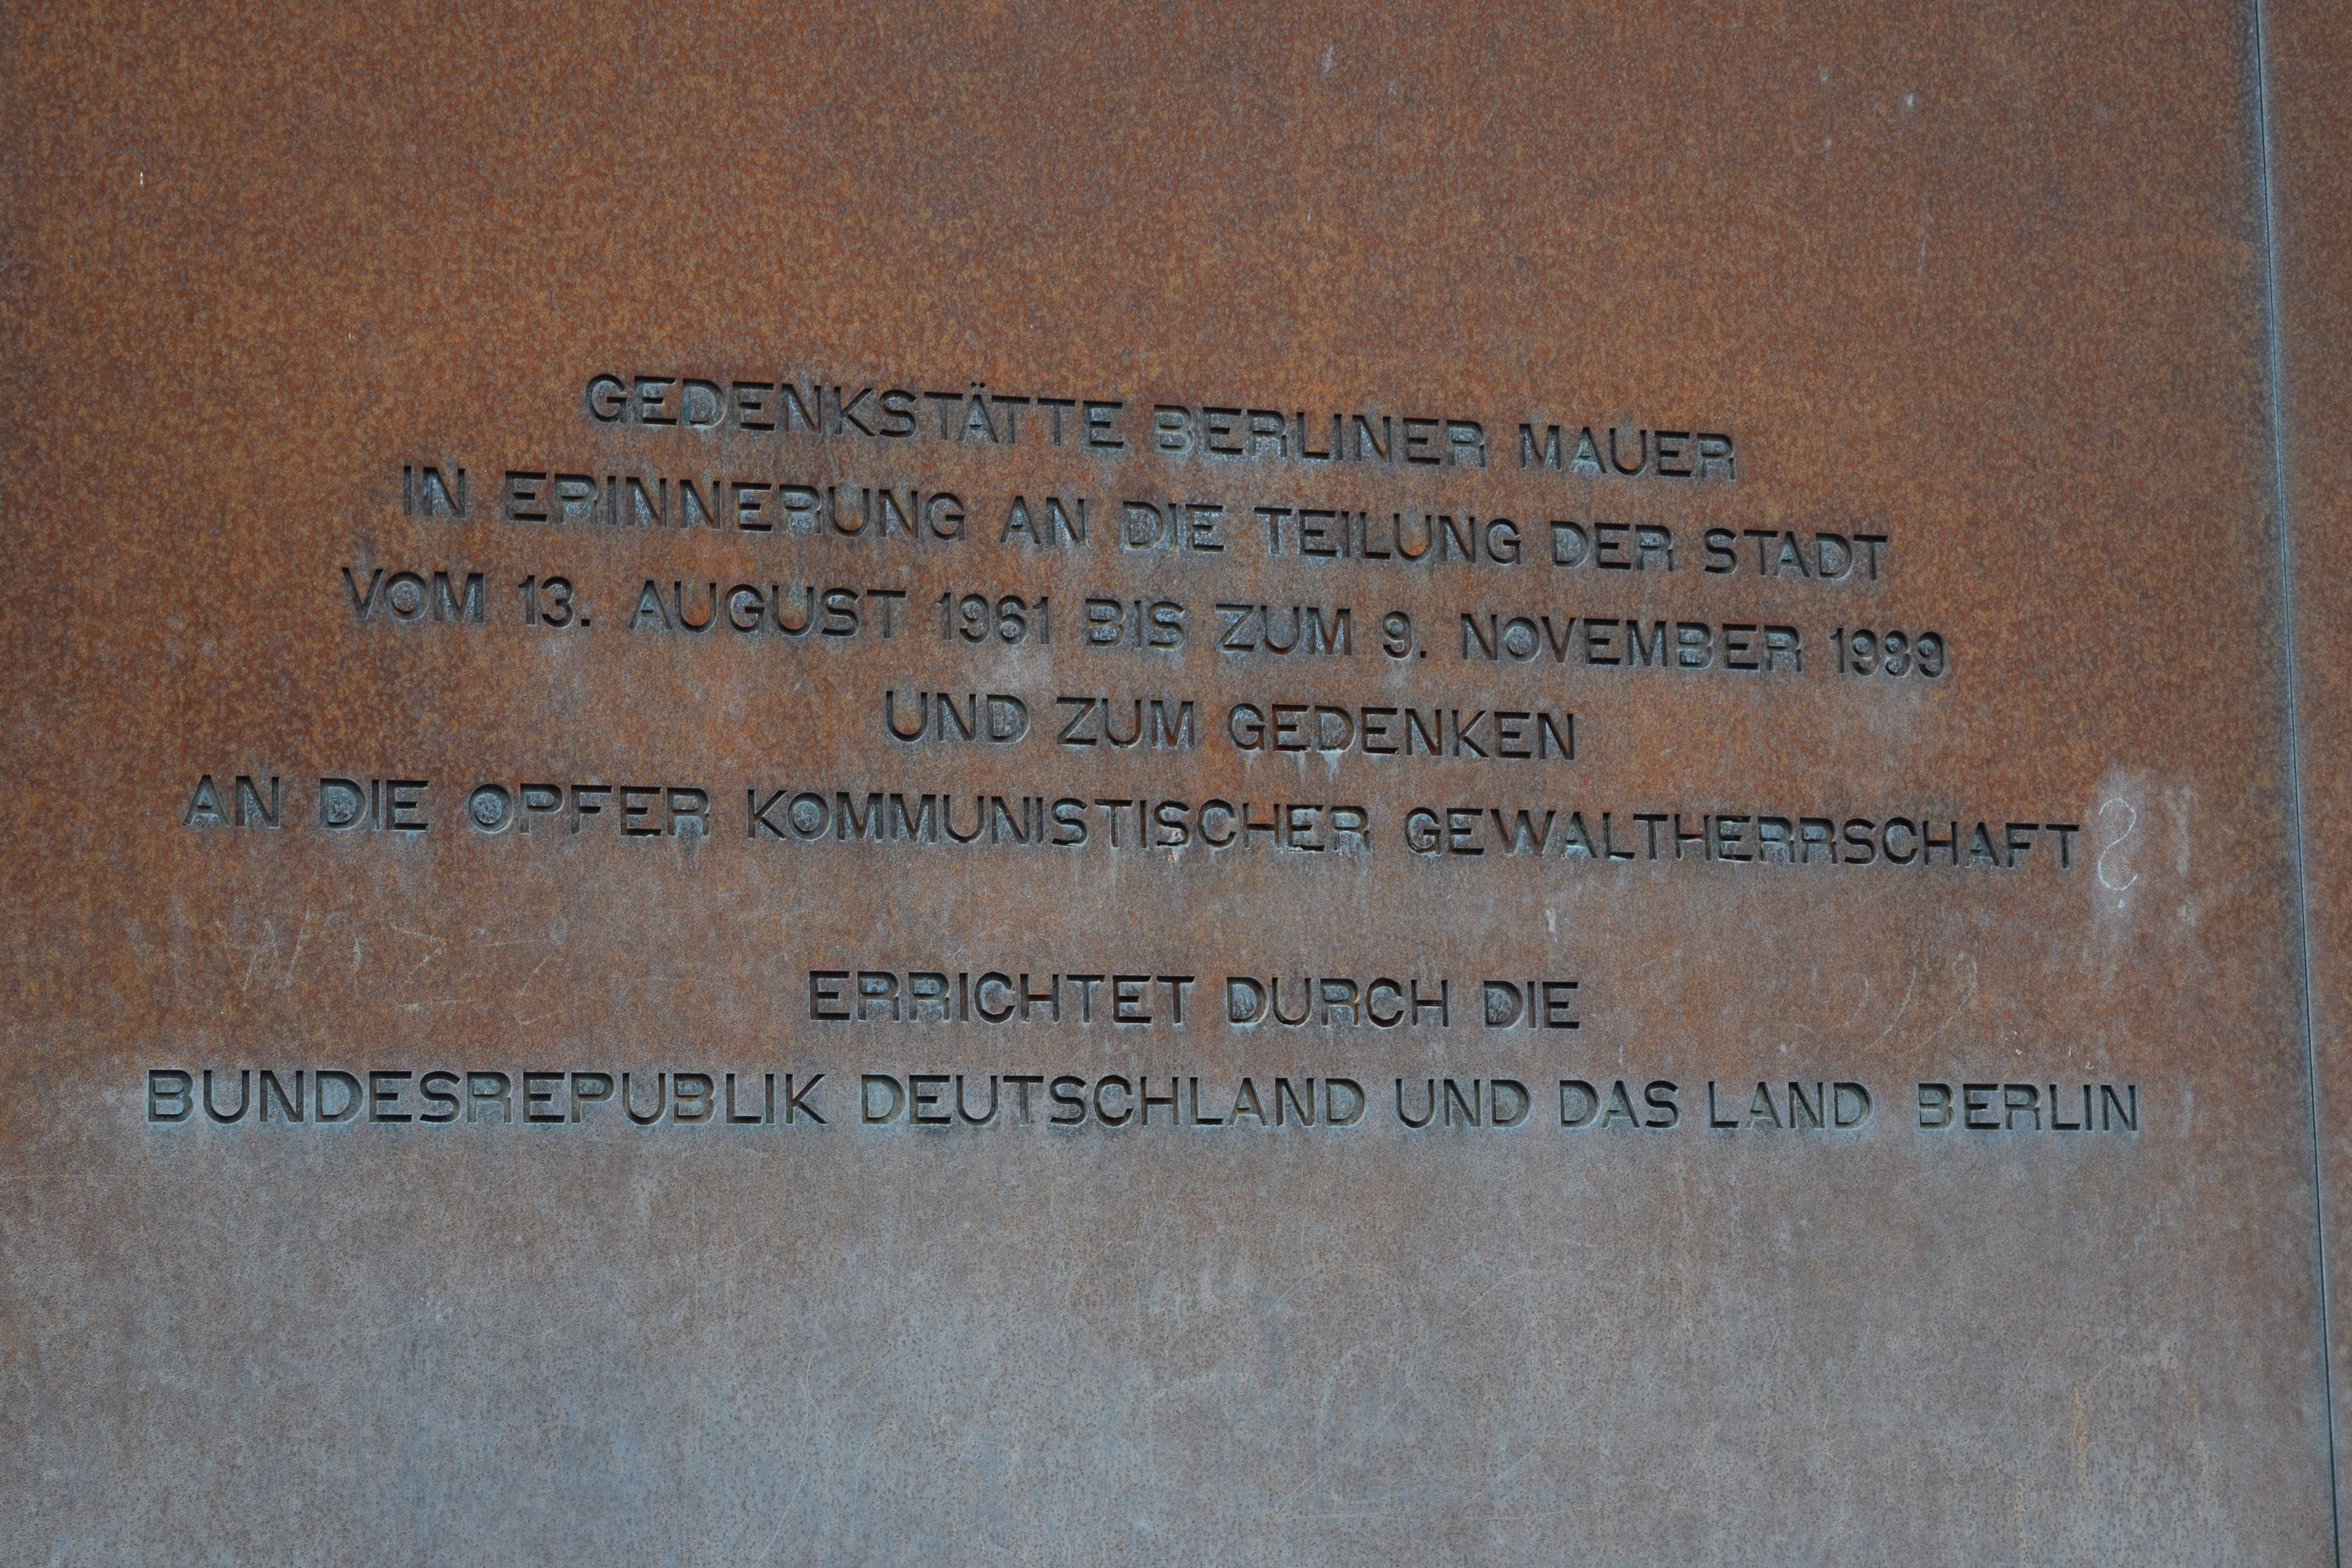 GEDENKSTÄTTE BERLINER MAUER
IN ERINNERUNG AN DIE TEILUNG DER STADT
VOM 13. AUGUST 1961 BIS ZUM 9. NOVEMBER 1989
UND ZUM GEDENKEN
AN DIE OPFER KOMMUNISTISCHER GEWALTHERRSCHAFT
ERRICHTET DURCH DIE
BUNDESREPUBLIK DEUTSCHLAND UND DAS LAND BERLIN